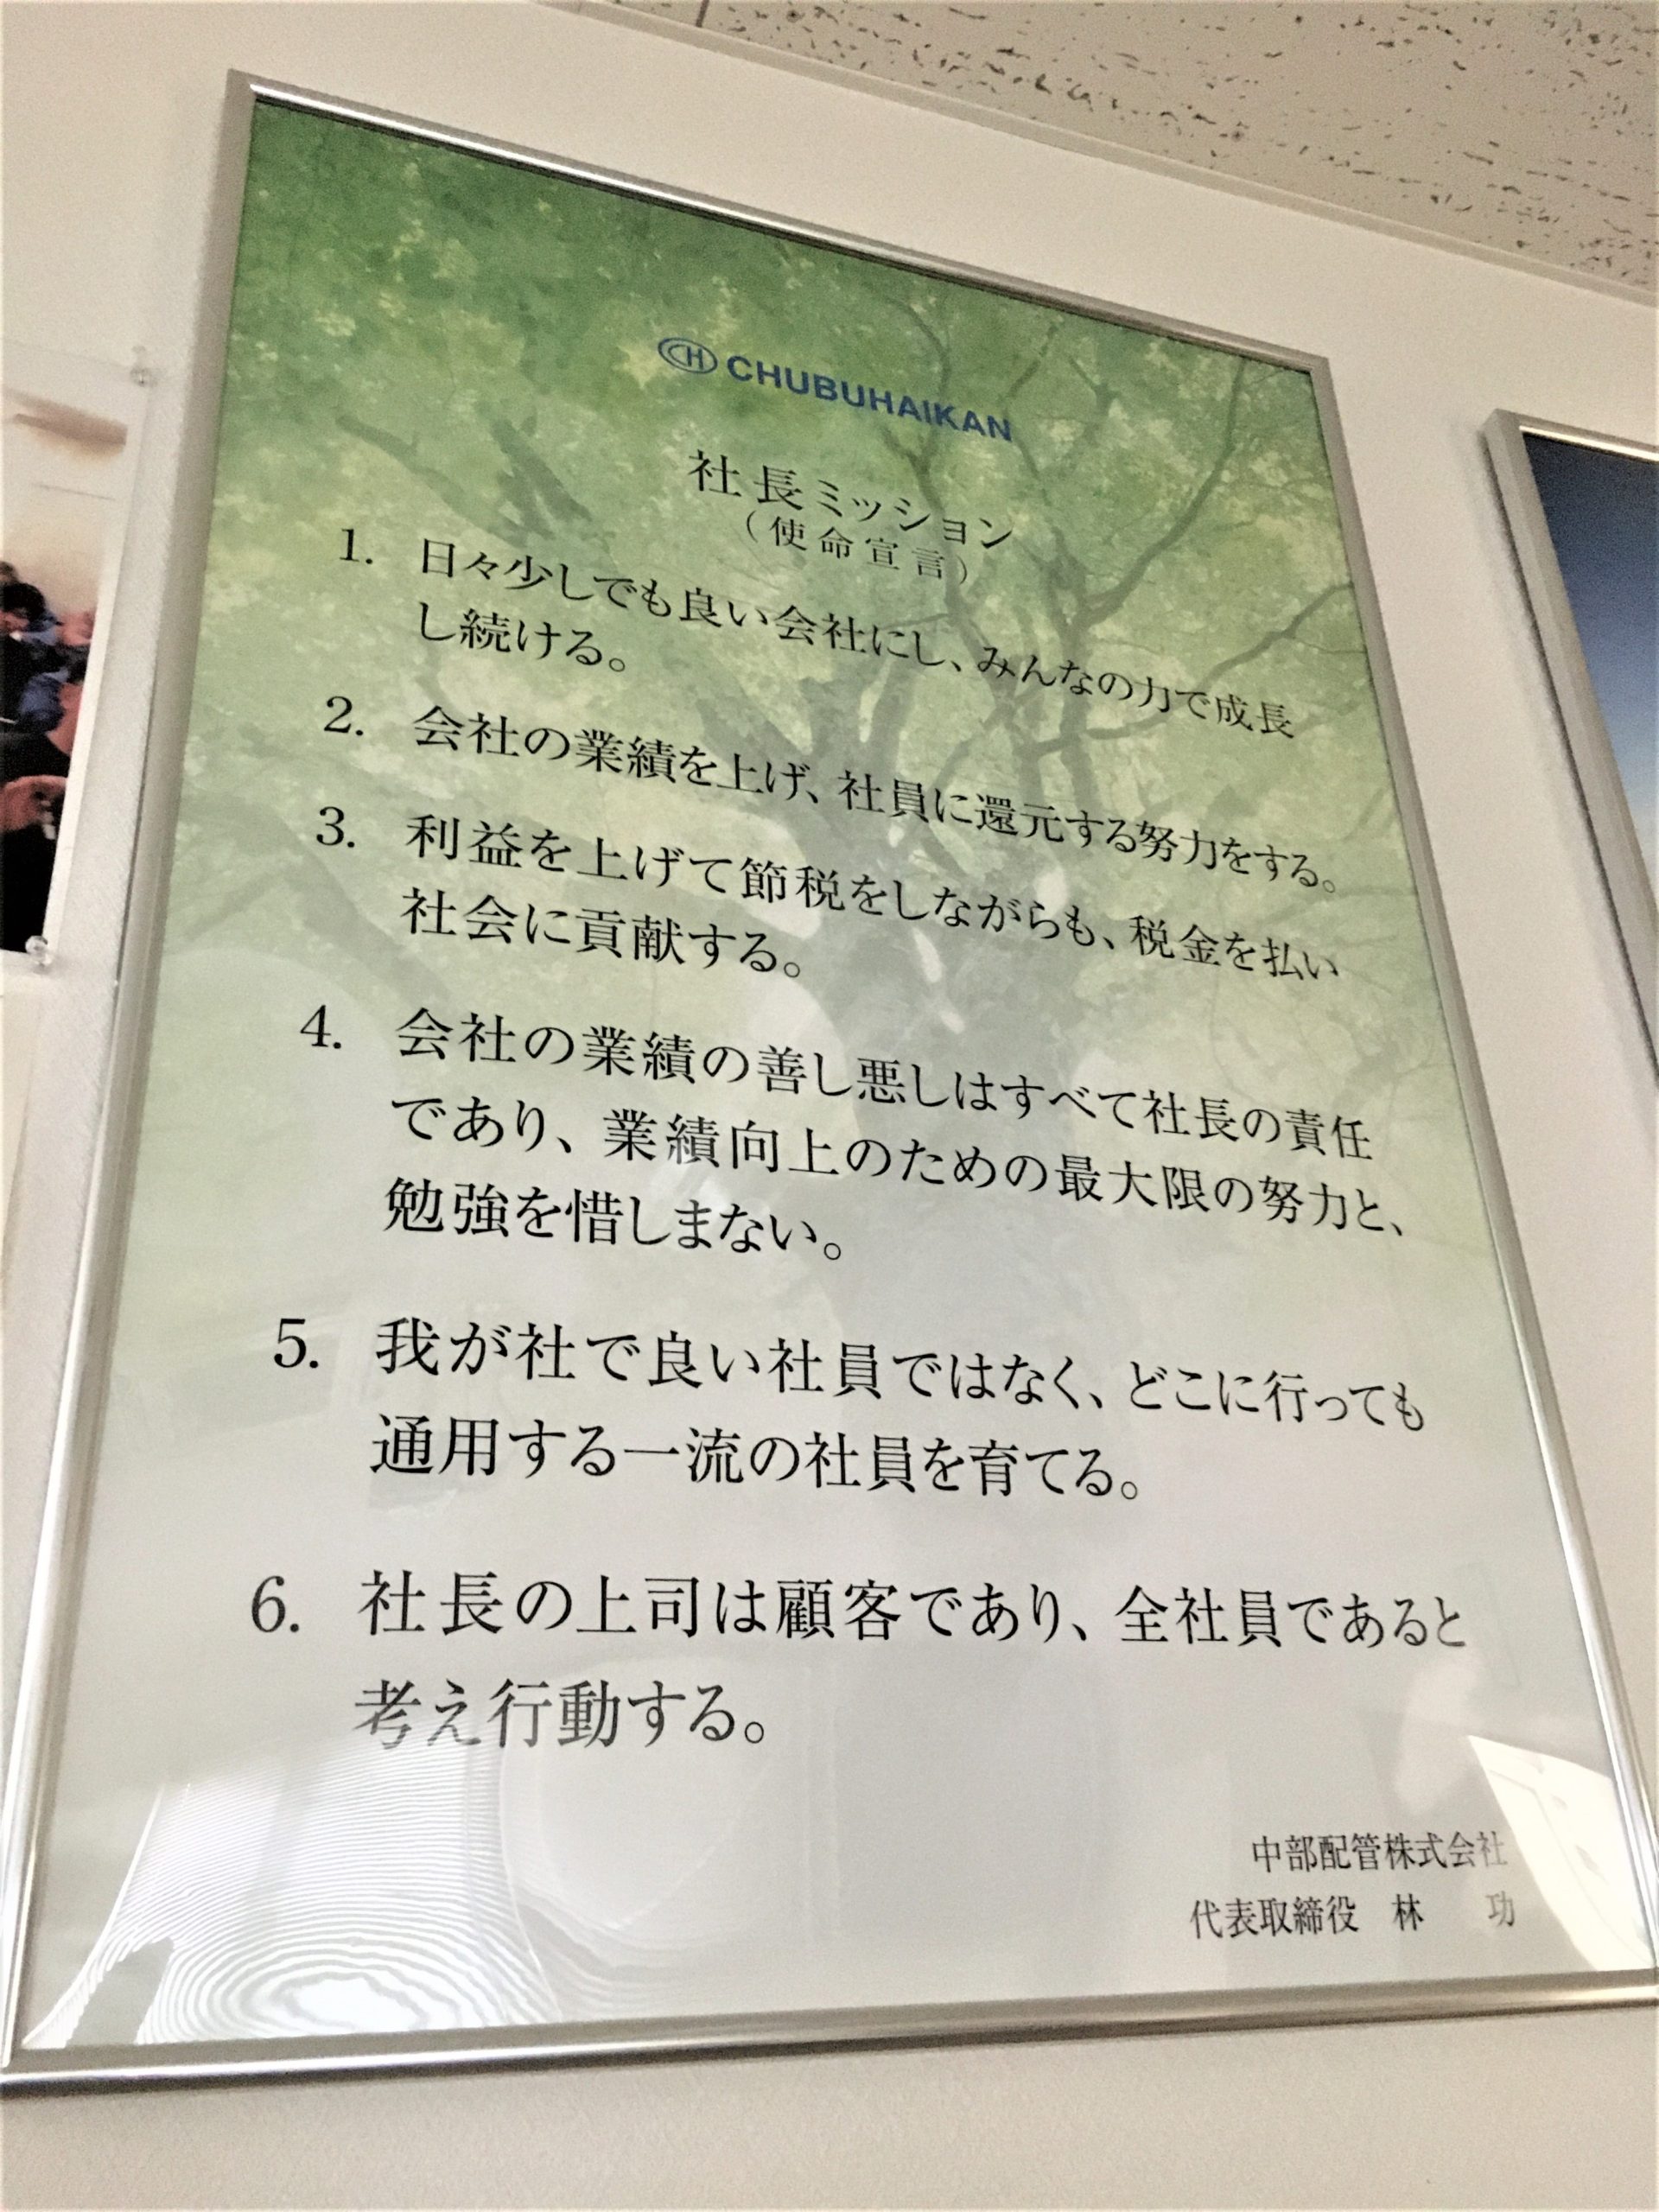 CH CHUBUHAIKAN
社長ミッション
(使命宣言)
1. 日々少しでも良い会社にし、みんなの力で成長
し続ける。
2. 会社の業績を上げ、社員に還元する努力をする。
3. 利益を上げて節税をしながらも、税金を払い
社会に貢献する。
4. 会社の業績の善し悪しはすべて社長の責任
であり、業績向上のための最大限の努力と、
勉強を惜しまない。
5. 我が社で良い社員ではなく、どこに行っても
通用する一流の社員を育てる。
6. 社長の上司は顧客であり、全社員であると
考え行動する。
中部配管株式会社
代表取締役 林 功